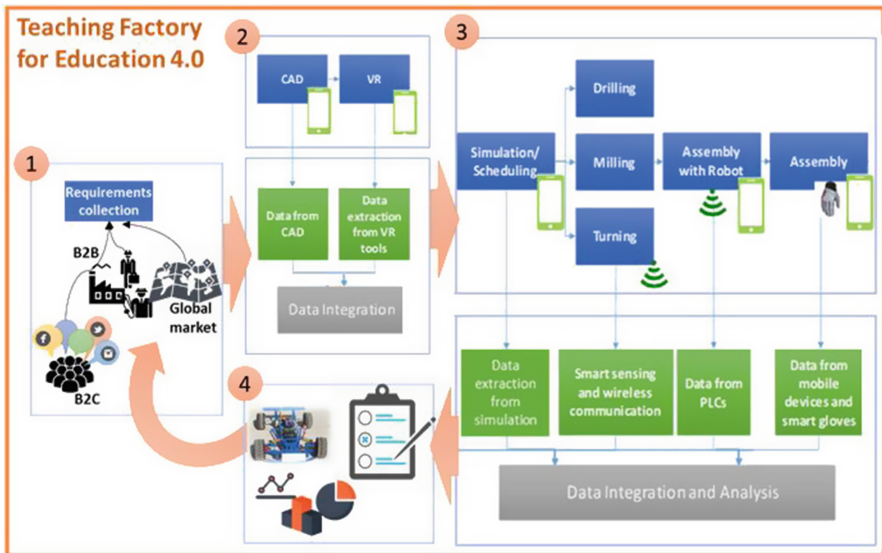 Teaching Factory
for Education 4.0
1
Requirements
collection
B2B
Global
market
B2C
2
CAD
VR
Data from
CAD
Data
extraction
from VR
tools
Data Integration
3
Simulation/
Scheduling
Drilling
Milling
Turning
Assembly
with Robot
Assembly
Data
extraction
from
simulation
Smart sensing
and wireless
communication
Data from
PLCs
Data from
mobile
devices and
smart gloves
Data Integration and Analysis
4